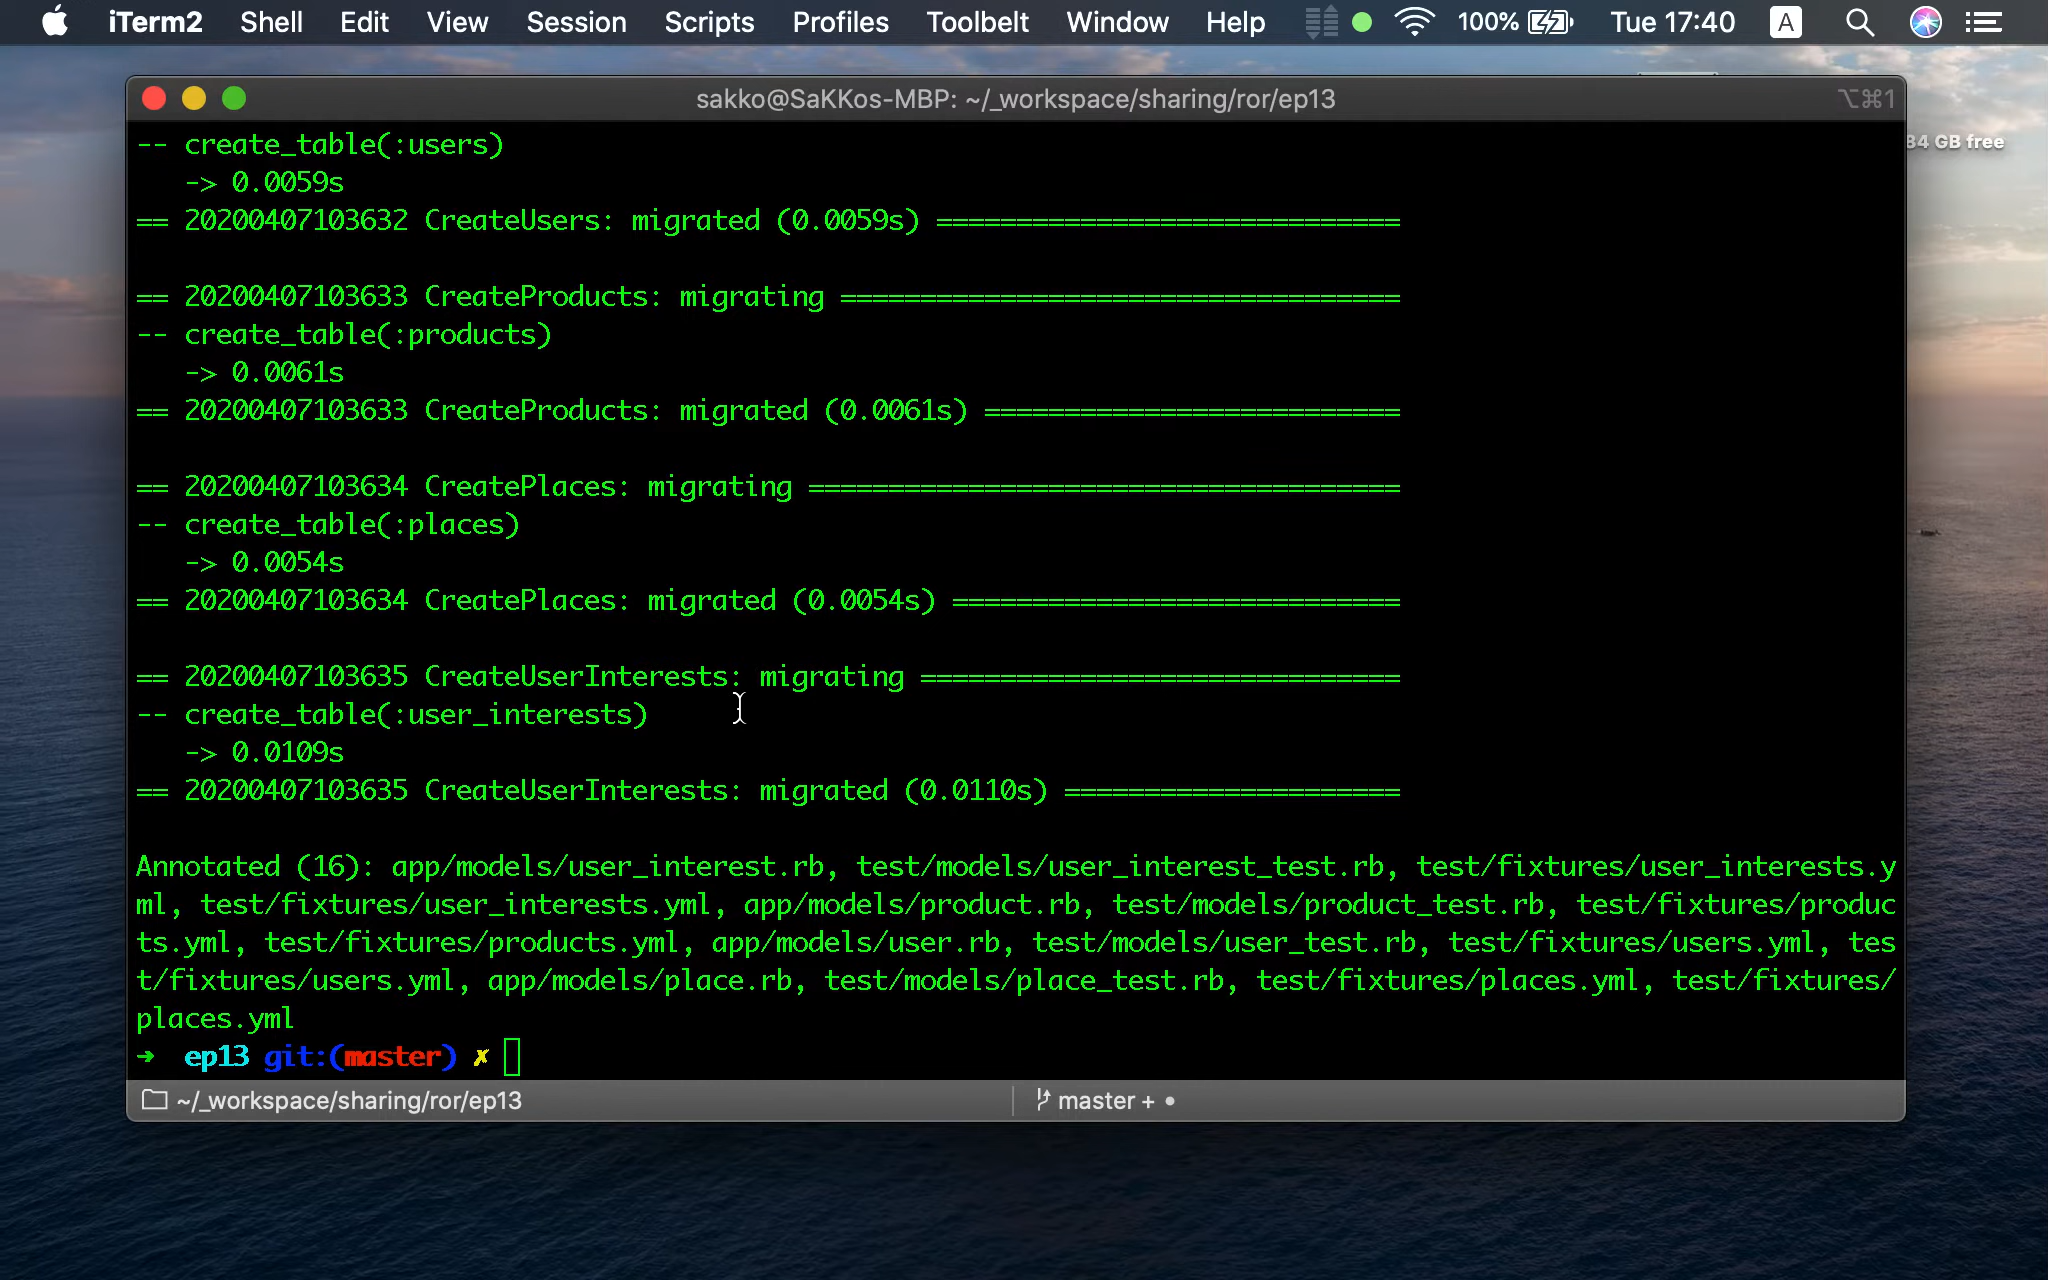 iTerm2 Shell Edit View Session Scripts Profiles Toolbelt Window Help 100% Tue 17:40 A
sakko@SaKKos-MBP: ~/_workspace/sharing/ror/ep13 ⌥⌘1
84 GB free
-- create_table(:users)
   -> 0.0059s
== 20200407103632 CreateUsers: migrated (0.0059s) =============================
== 20200407103633 CreateProducts: migrating ===================================
-- create_table(:products)
   -> 0.0061s
== 20200407103633 CreateProducts: migrated (0.0061s) ==========================
== 20200407103634 CreatePlaces: migrating =====================================
-- create_table(:places)
   -> 0.0054s
== 20200407103634 CreatePlaces: migrated (0.0054s) ============================
== 20200407103635 CreateUserInterests: migrating ==============================
-- create_table(:user_interests)
   -> 0.0109s
== 20200407103635 CreateUserInterests: migrated (0.0110s) =====================
Annotated (16): app/models/user_interest.rb, test/models/user_interest_test.rb, test/fixtures/user_interests.y
ml, test/fixtures/user_interests.yml, app/models/product.rb, test/models/product_test.rb, test/fixtures/produc
ts.yml, test/fixtures/products.yml, app/models/user.rb, test/models/user_test.rb, test/fixtures/users.yml, tes
t/fixtures/users.yml, app/models/place.rb, test/models/place_test.rb, test/fixtures/places.yml, test/fixtures/
places.yml
➜  ep13 git:(master) ✗
~/_workspace/sharing/ror/ep13 master + •